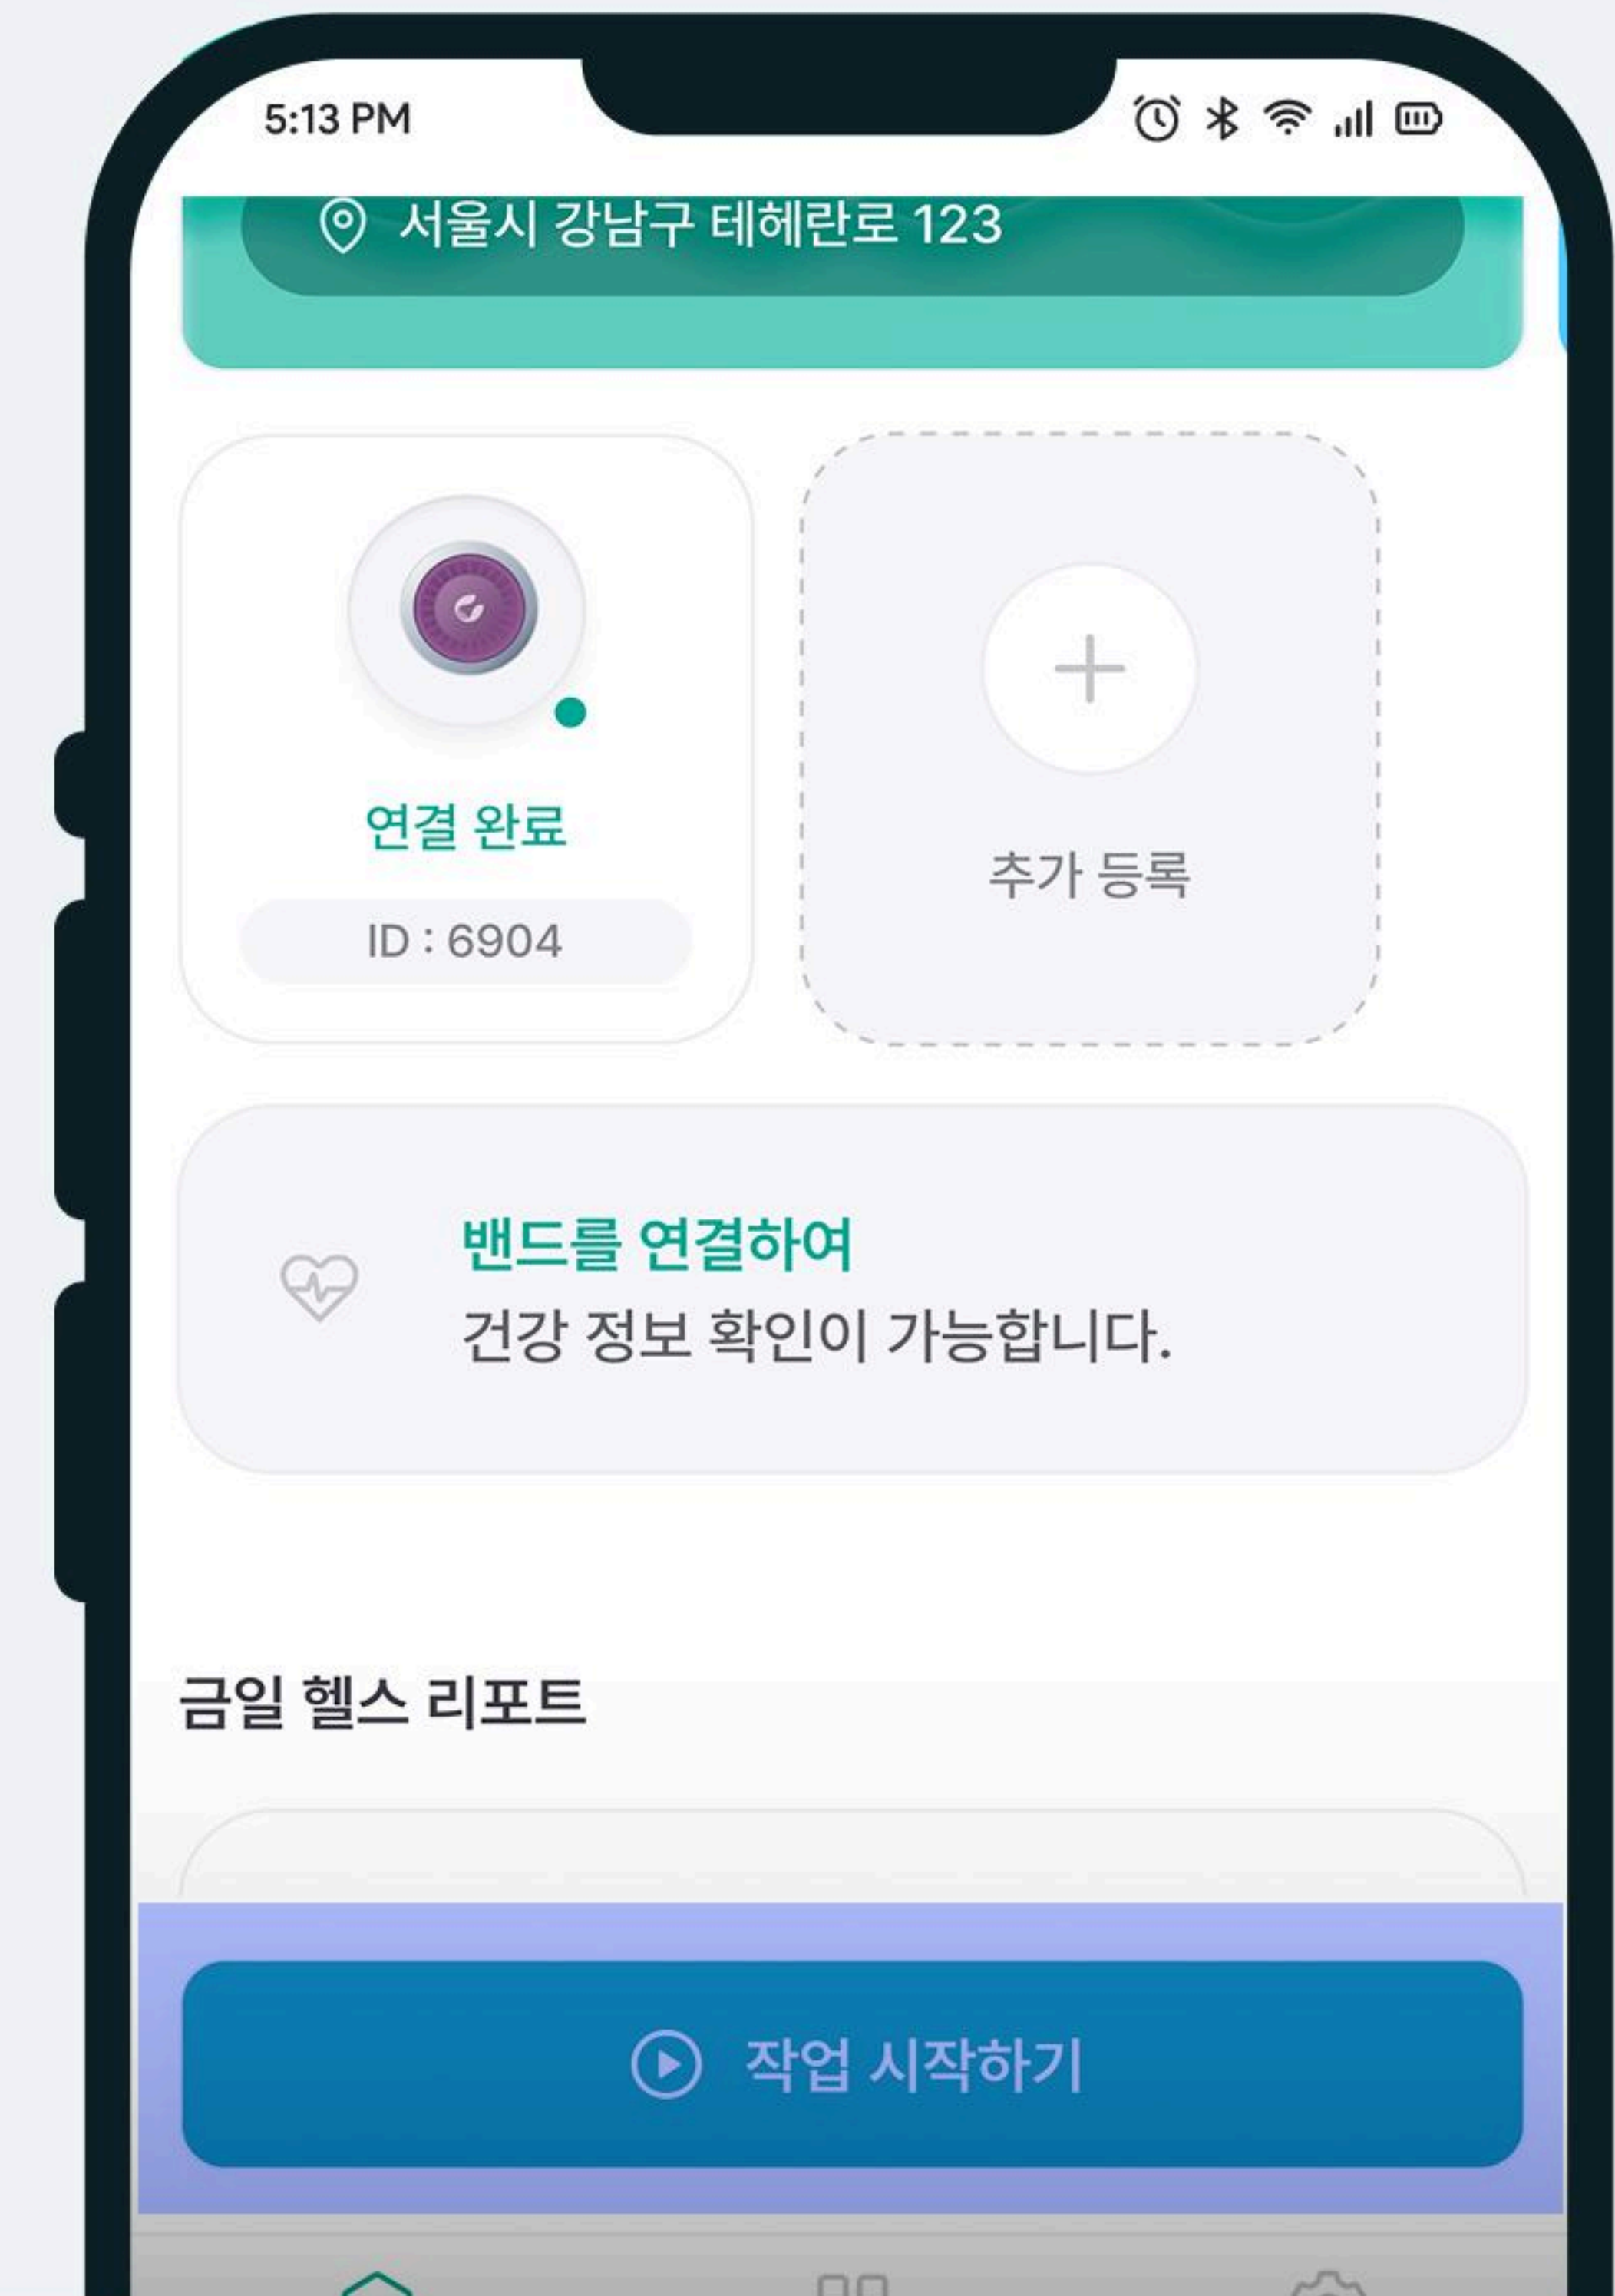 5:13 PM
서울시 강남구 테헤란로 123
연결 완료
ID : 6904
추가 등록
밴드를 연결하여
건강 정보 확인이 가능합니다.
금일 헬스 리포트
작업 시작하기